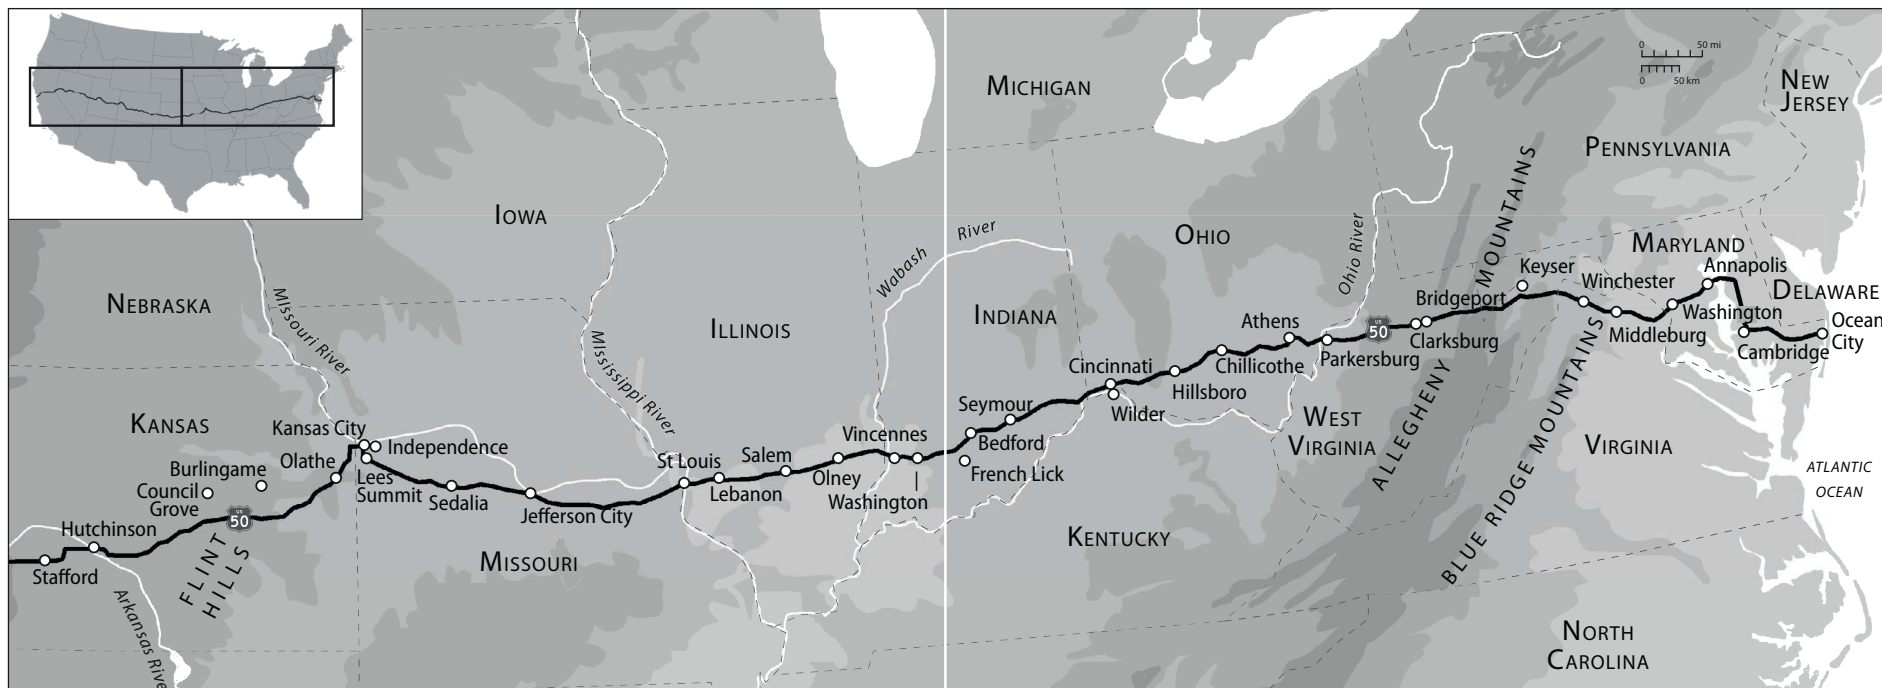 0 50 mi
0 50 km
MICHIGAN
NEW
JERSEY
PENNSYLVANIA
IOWA
OHIO
MARYLAND
DELAWARE
NEBRASKA
ILLINOIS
INDIANA
KANSAS
WEST
VIRGINIA
VIRGINIA
MISSOURI
KENTUCKY
NORTH
CAROLINA
ATLANTIC
OCEAN
Missouri River
Mississippi River
Wabash River
Ohio River
Arkansas River
FLINT
HILLS
ALLEGHENY MOUNTAINS
BLUE RIDGE MOUNTAINS
Stafford
Hutchinson
Council
Grove
Burlingame
US
50
Olathe
Kansas City
Independence
Lees
Summit
Sedalia
Jefferson City
St Louis
Lebanon
Salem
Olney
Vincennes
Washington
French Lick
Bedford
Seymour
Cincinnati
Wilder
Hillsboro
Chillicothe
Athens
Parkersburg
US
50
Clarksburg
Bridgeport
Keyser
Winchester
Middleburg
Washington
Annapolis
Cambridge
Ocean
City